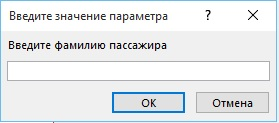 Введите значение параметра ? ×
Введите фамилию пассажира
ОК Отмена